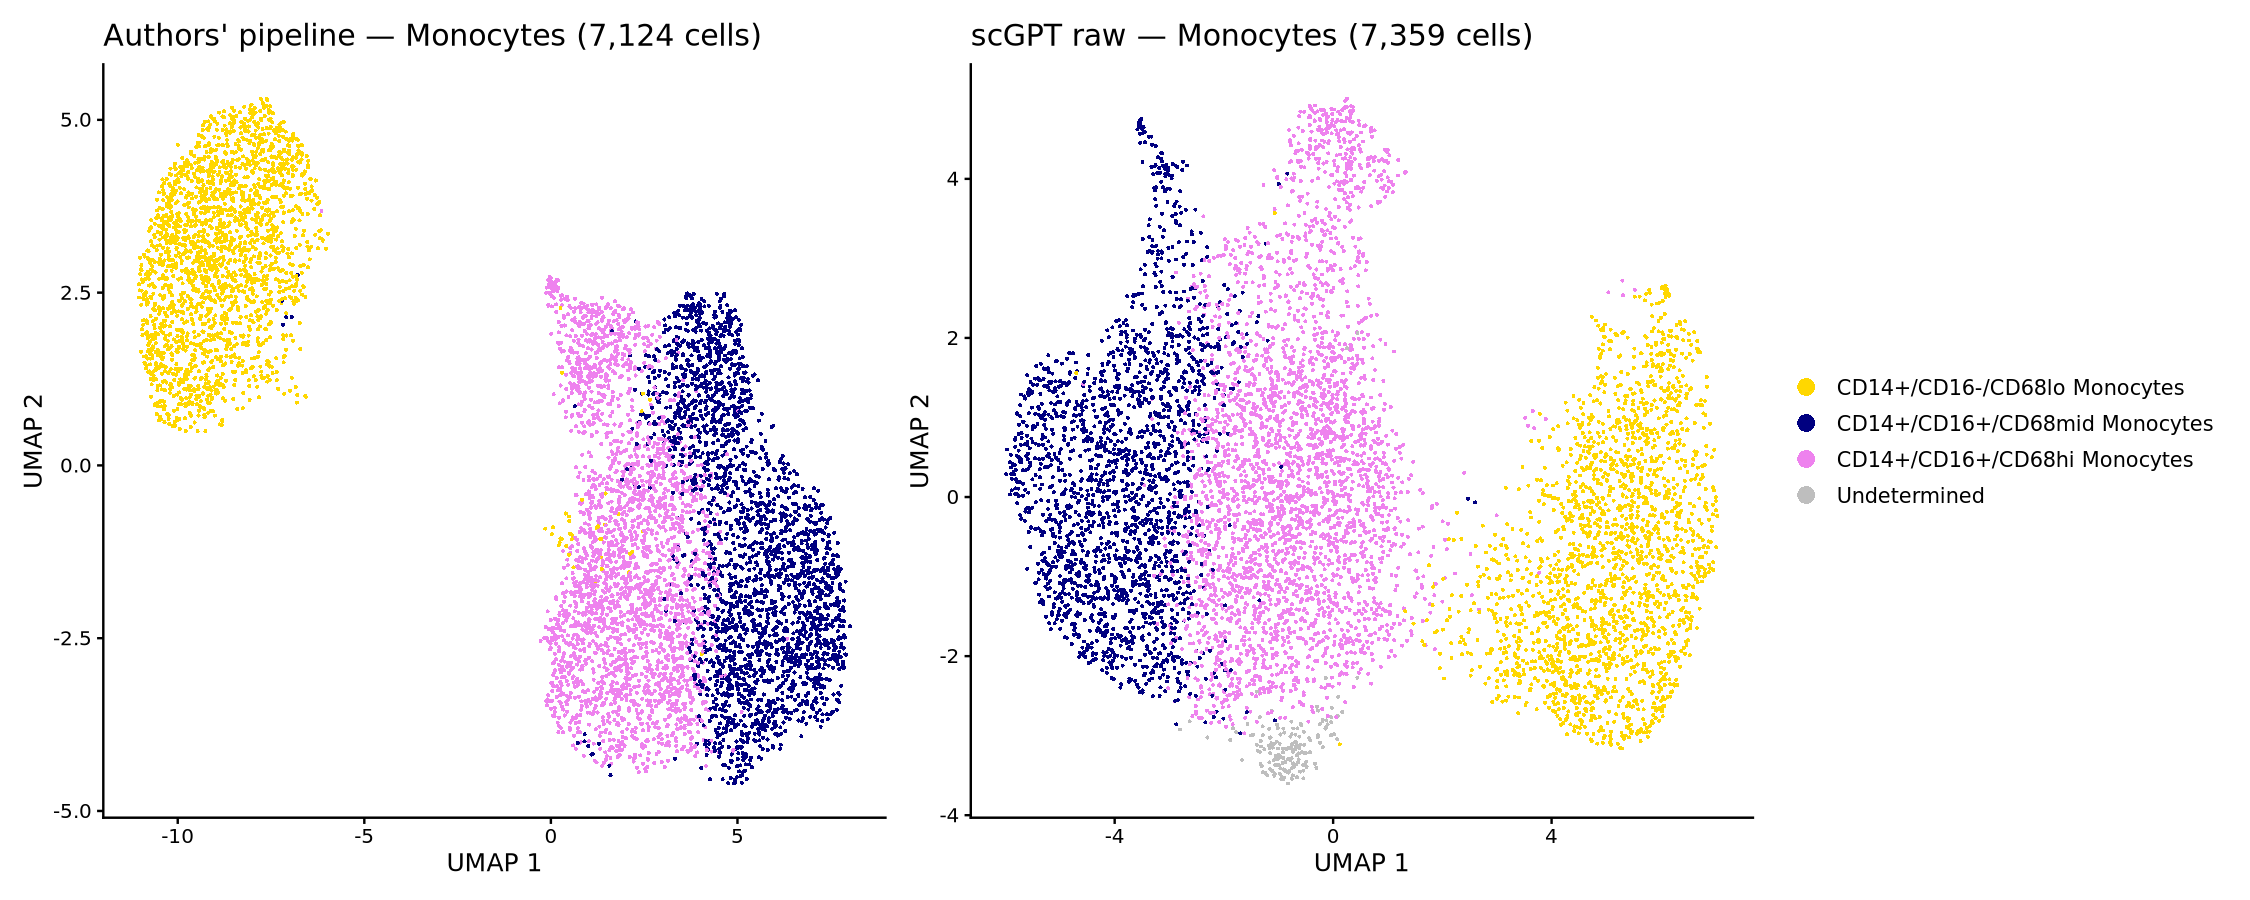 Authors' pipeline — Monocytes (7,124 cells)
5.0
2.5
0.0
-2.5
-5.0
UMAP 2
-10
-5
0
5
UMAP 1
scGPT raw — Monocytes (7,359 cells)
4
2
0
-2
-4
UMAP 2
-4
0
4
UMAP 1
CD14+/CD16-/CD68lo Monocytes
CD14+/CD16+/CD68mid Monocytes
CD14+/CD16+/CD68hi Monocytes
Undetermined